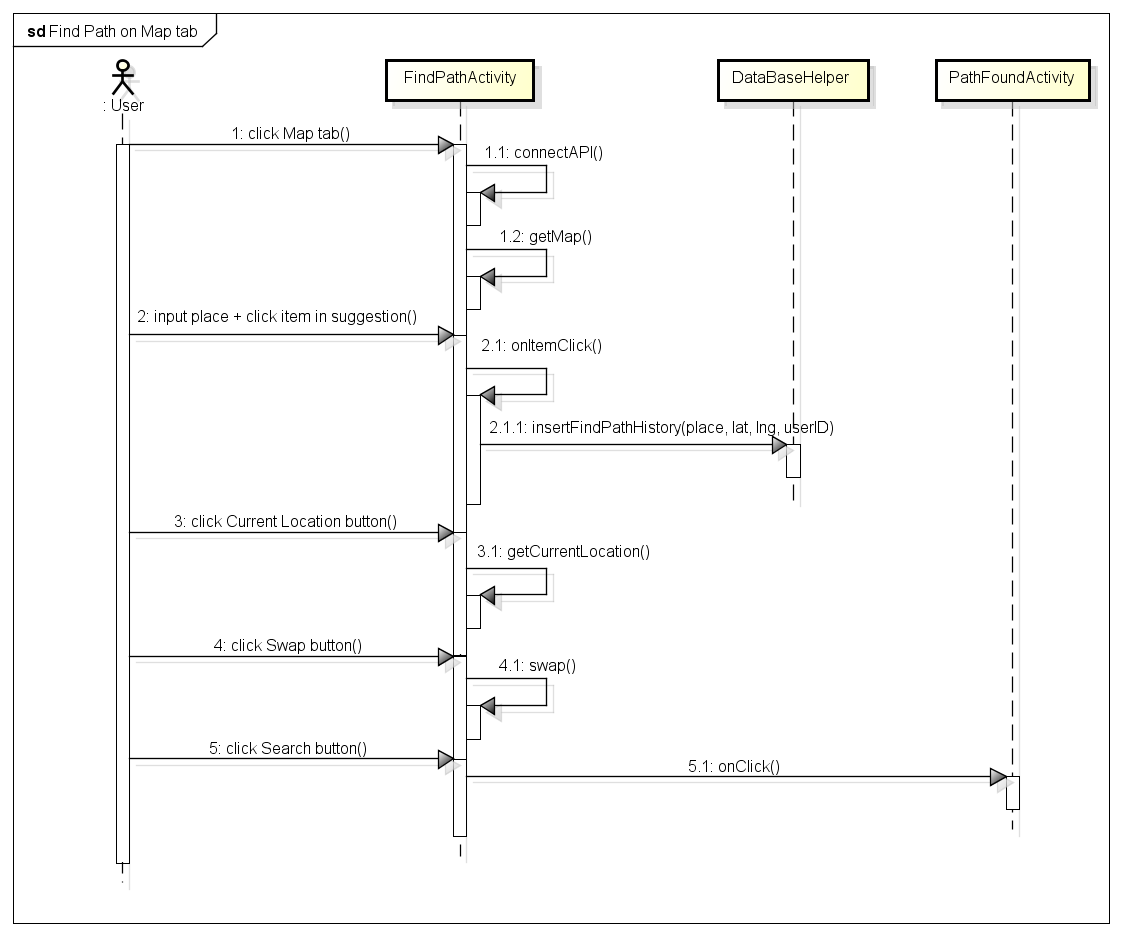 sd Find Path on Map tab
: User
FindPathActivity
DataBaseHelper
PathFoundActivity
1: click Map tab()
1.1: connectAPI()
1.2: getMap()
2: input place + click item in suggestion()
2.1: onItemClick()
2.1.1: insertFindPathHistory(place, lat, lng, userID)
3: click Current Location button()
3.1: getCurrentLocation()
4: click Swap button()
4.1: swap()
5: click Search button()
5.1: onClick()